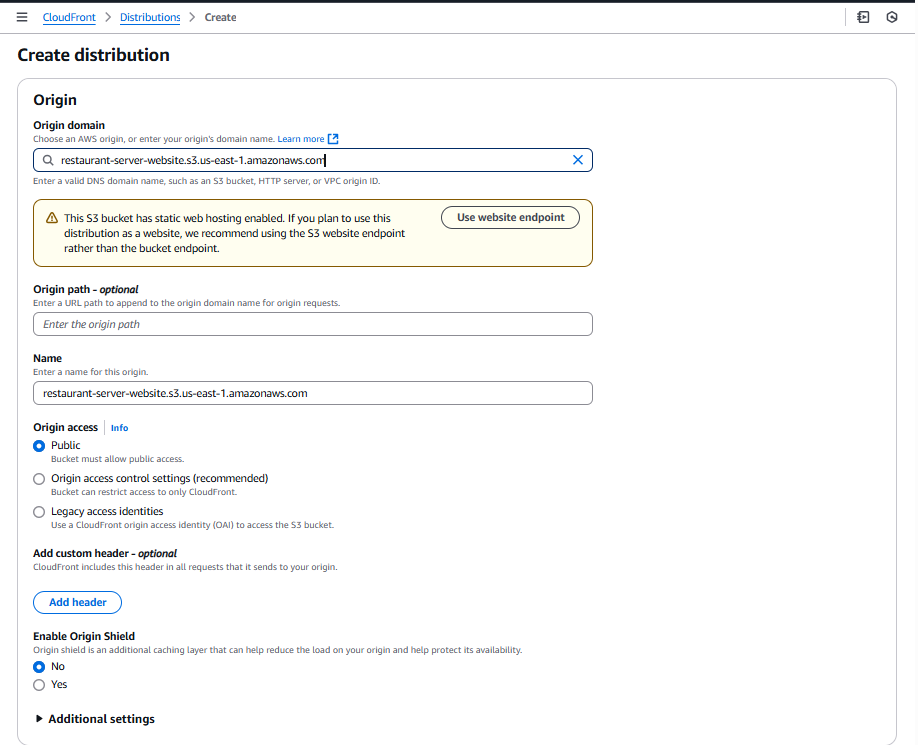 CloudFront > Distributions > Create
Create distribution
Origin
Origin domain
Choose an AWS origin, or enter your origin's domain name. Learn more
restaurant-server-website.s3.us-east-1.amazonaws.com
Enter a valid DNS domain name, such as an S3 bucket, HTTP server, or VPC origin ID.
This S3 bucket has static web hosting enabled. If you plan to use this
distribution as a website, we recommend using the S3 website endpoint
rather than the bucket endpoint.
Use website endpoint
Origin path - optional
Enter a URL path to append to the origin domain name for origin requests.
Enter the origin path
Name
Enter a name for this origin.
restaurant-server-website.s3.us-east-1.amazonaws.com
Origin access Info
Public
Bucket must allow public access.
Origin access control settings (recommended)
Bucket can restrict access to only CloudFront.
Legacy access identities
Use a CloudFront origin access identity (OAI) to access the S3 bucket.
Add custom header - optional
CloudFront includes this header in all requests that it sends to your origin.
Add header
Enable Origin Shield
Origin shield is an additional caching layer that can help reduce the load on your origin and help protect its availability.
No
Yes
Additional settings